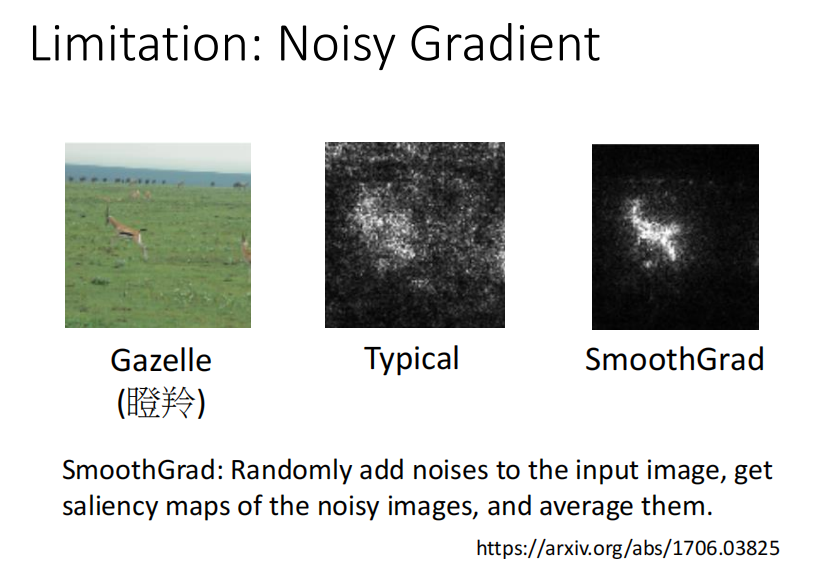 Limitation: Noisy Gradient
Gazelle
(瞪羚)
Typical
SmoothGrad
SmoothGrad: Randomly add noises to the input image, get
saliency maps of the noisy images, and average them.
https://arxiv.org/abs/1706.03825